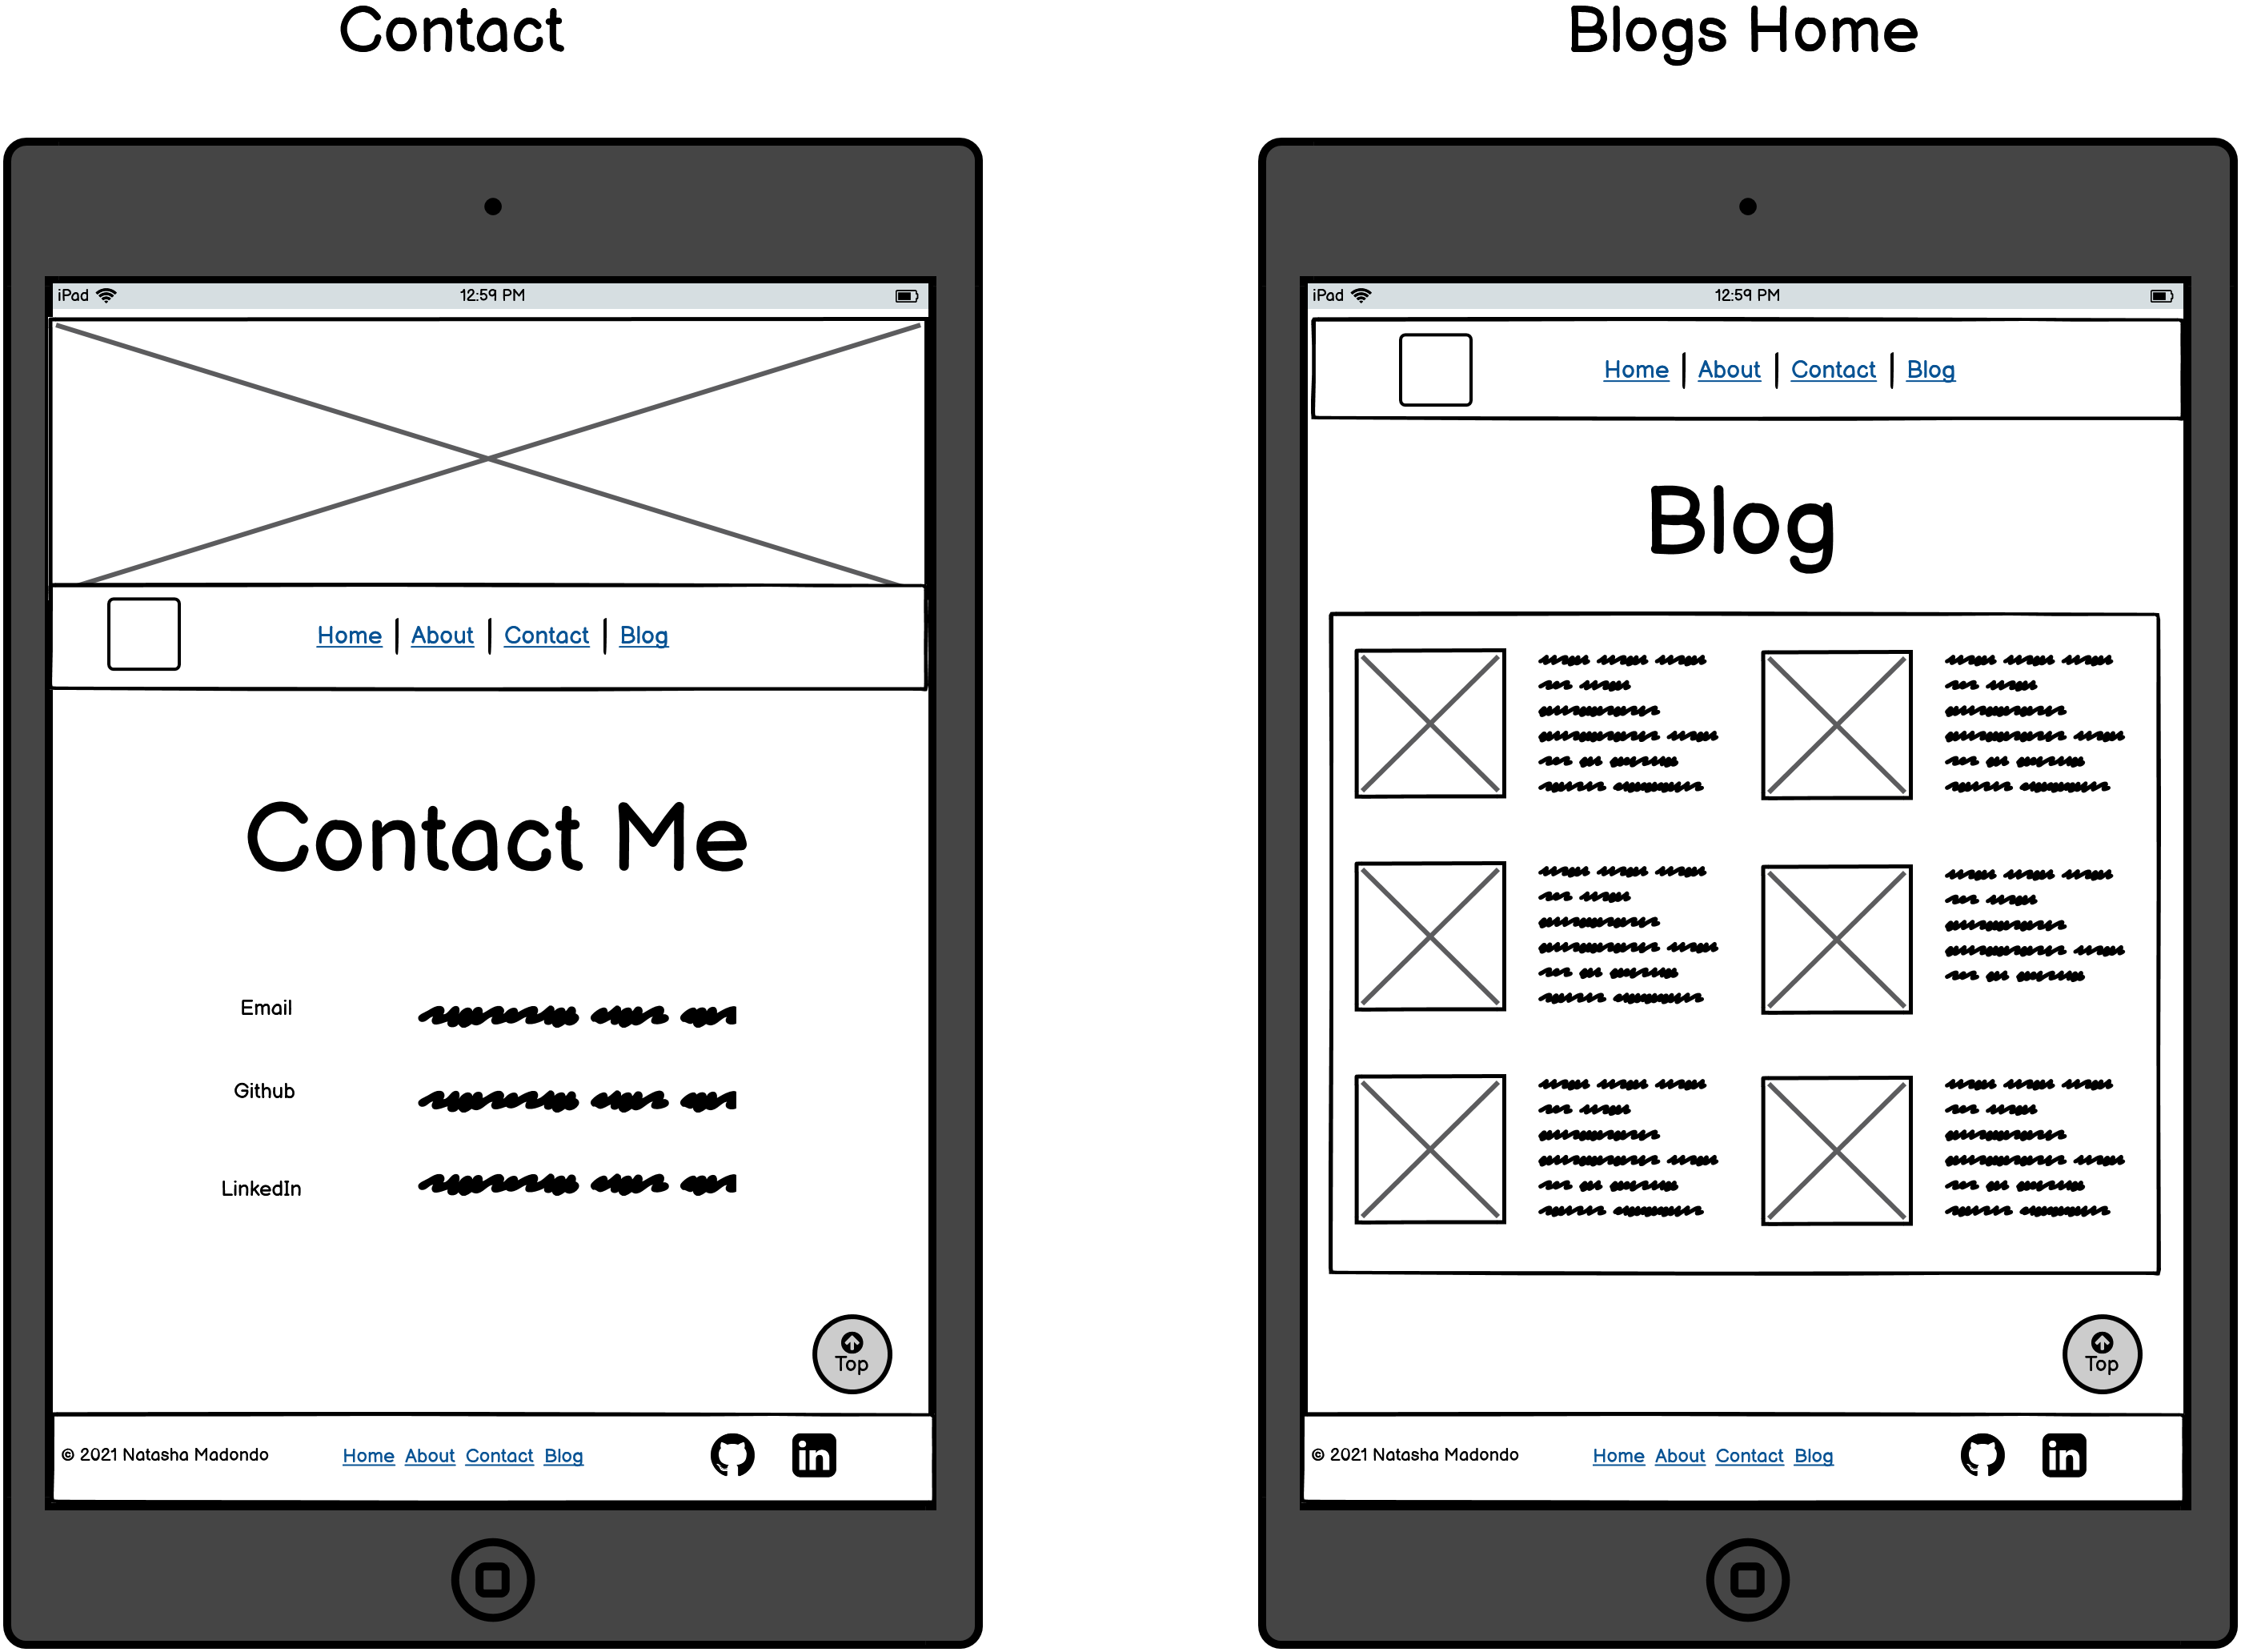 Contact
Blogs Home
iPad 12:59 PM
Home | About | Contact | Blog
Contact Me
Email
Github
LinkedIn
Top
© 2021 Natasha Madondo Home About Contact Blog in
iPad 12:59 PM
Home | About | Contact | Blog
Blog
Top
© 2021 Natasha Madondo Home About Contact Blog in